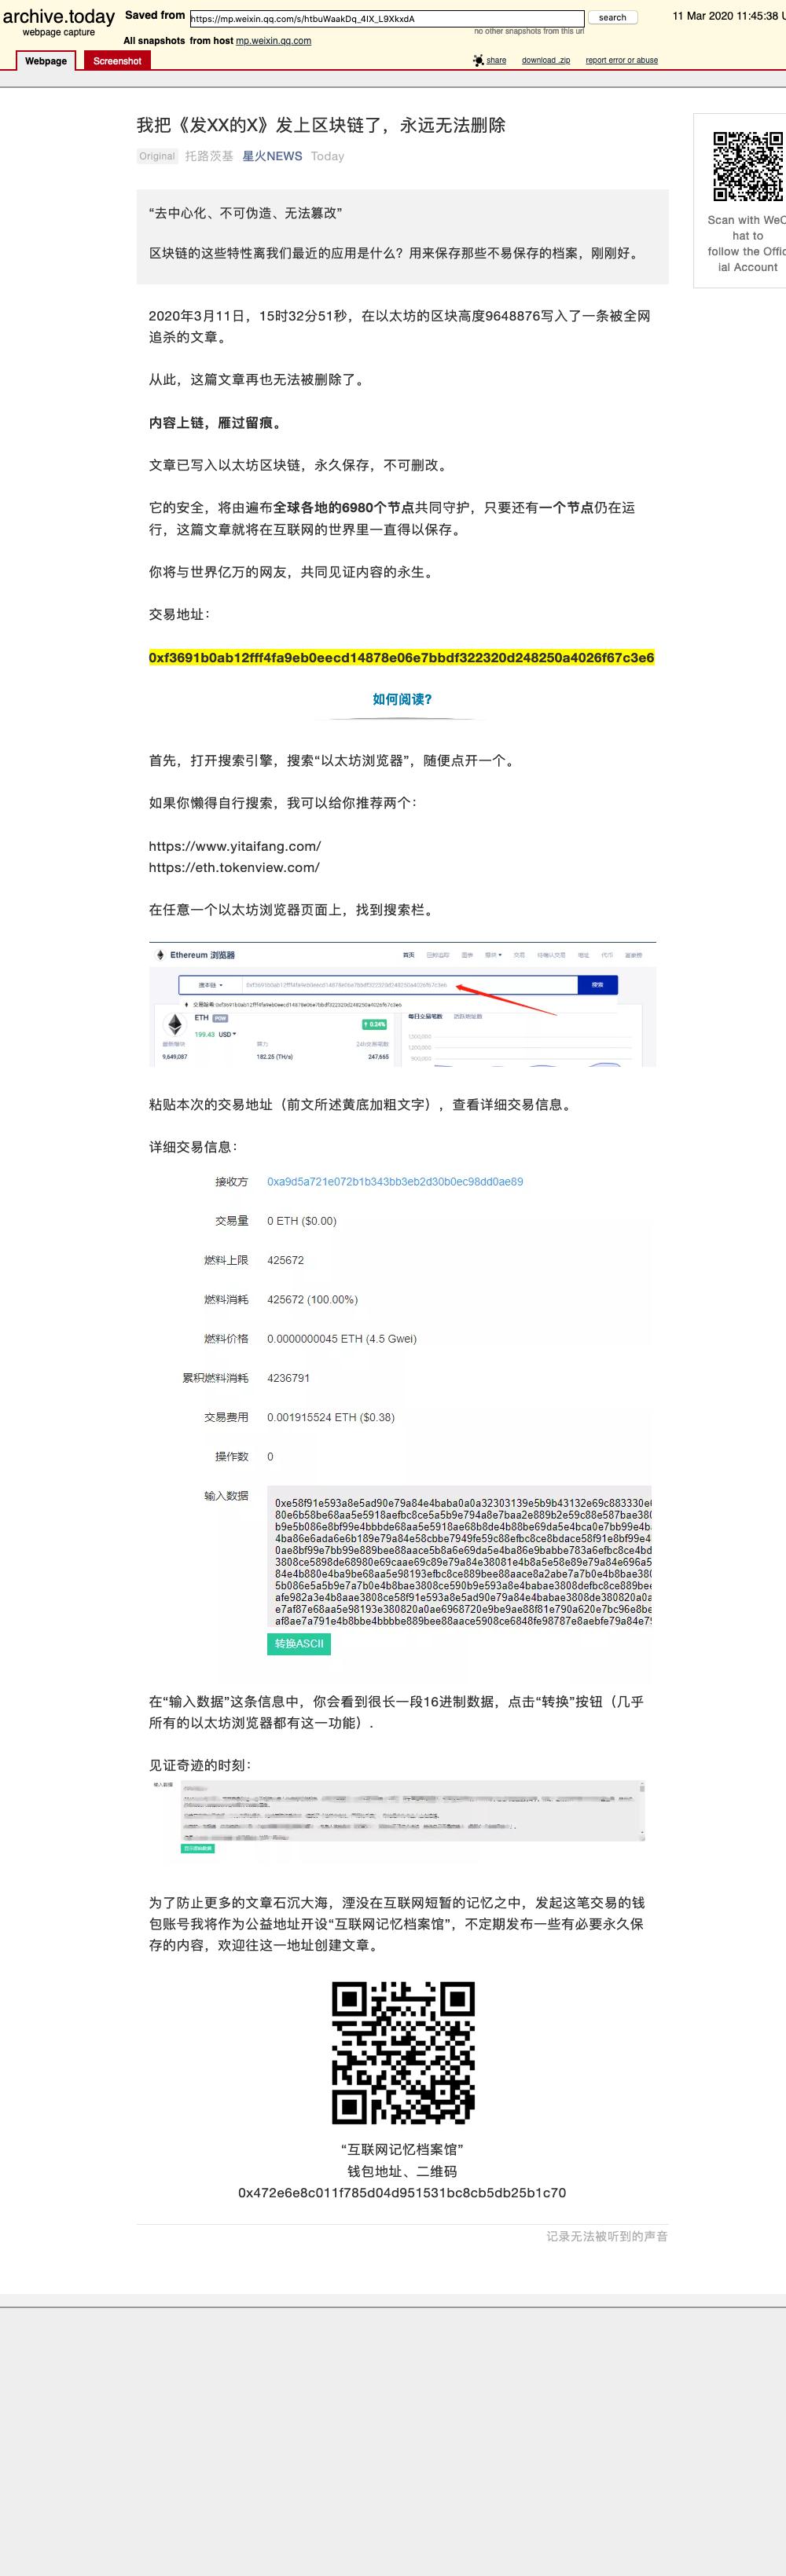 archive.today
webpage capture
Saved from
https://mp.weixin.qq.com/s/htbuWaakDq_4IX_L9XkxdA
search
11 Mar 2020 11:45:38 U
no other snapshots from this url
All snapshots from host mp.weixin.qq.com
Webpage
Screenshot
share
download .zip
report error or abuse
我把《发XX的X》发上区块链了，永远无法删除
Original 托路茨基 星火NEWS Today
Scan with WeC
hat to
follow the Offic
ial Account
“去中心化、不可伪造、无法篡改”
区块链的这些特性离我们最近的应用是什么？用来保存那些不易保存的档案，刚刚好。
2020年3月11日，15时32分51秒，在以太坊的区块高度9648876写入了一条被全网
追杀的文章。
从此，这篇文章再也无法被删除了。
内容上链，雁过留痕。
文章已写入以太坊区块链，永久保存，不可删改。
它的安全，将由遍布全球各地的6980个节点共同守护，只要还有一个节点仍在运
行，这篇文章就将在互联网的世界里一直得以保存。
你将与世界亿万的网友，共同见证内容的永生。
交易地址：
0xf3691b0ab12fff4fa9eb0eecd14878e06e7bbdf322320d248250a4026f67c3e6
如何阅读?
首先，打开搜索引擎，搜索“以太坊浏览器”，随便点开一个。
如果你懒得自行搜索，我可以给你推荐两个：
https://www.yitaifang.com/
https://eth.tokenview.com/
在任意一个以太坊浏览器页面上，找到搜索栏。
Ethereum 浏览器
首页
交易
地址
代币
搜本链
0xf3691b0ab12fff4fa9eb0eecd14878e06e7bbdf322320d248250a4026f67c3e6
搜索
ETH POW
199.43 USD
0.24%
每日交易笔数
活跃地址数
9,649,087
182.25 (TH/s)
247,665
1,500,000
1,200,000
900,000
粘贴本次的交易地址（前文所述黄底加粗文字），查看详细交易信息。
详细交易信息：
接收方 0xa9d5a721e072b1b343bb3eb2d30b0ec98dd0ae89
交易量 0 ETH ($0.00)
燃料上限 425672
燃料消耗 425672 (100.00%)
燃料价格 0.0000000045 ETH (4.5 Gwei)
累积燃料消耗 4236791
交易费用 0.001915524 ETH ($0.38)
操作数 0
输入数据
0xe58f91e593a8e5ad90e79a84e4baba0a0a32303139e5b9b43132e69c883330e6
80e6b58be68aa5e5918aefbc8ce5a5b9e794a8e7baa2e889b2e59c88e587bae380
b9e5b086e8bf99e4bbbde68aa5e5918ae68b8de4b88be69da5e4bca0e7bb99e4b
4ba86e6ada6e6b189e79a84e58cbbe7949fe59c88efbc8ce8bdace58f91e8bf99e4
0ae8bf99e7bb99e889bee88aace5b8a6e69da5e4ba86e9babbe783a6efbc8ce4bd
3808ce5898de68980e69caae69c89e79a84e38081e4b8a5e58e89e79a84e696a5
84e4b880e4ba9be68aa5e98193efbc8ce889bee88aace8a2abe7a7b0e4b8bae380
5b086e5a5b9e7a7b0e4b8bae3808ce590b9e593a8e4babae3808defbc8ce889bee
afe982a3e4b8aae3808ce58f91e593a8e5ad90e79a84e4babae3808de380820a0a
e7af87e68aa5e98193e380820a0ae6968720e9be9ae88f81e790a620e7bc96e8be
af8ae7a791e4b8bbe4bbbbe889bee88aace5908ce6848fe98787e8aebfe79a84e79
转换ASCII
在“输入数据”这条信息中，你会看到很长一段16进制数据，点击“转换”按钮（几乎
所有的以太坊浏览器都有这一功能）.
见证奇迹的时刻：
输入数据
为了防止更多的文章石沉大海，湮没在互联网短暂的记忆之中，发起这笔交易的钱
包账号我将作为公益地址开设“互联网记忆档案馆”，不定期发布一些有必要永久保
存的内容，欢迎往这一地址创建文章。
“互联网记忆档案馆”
钱包地址、二维码
0x472e6e8c011f785d04d951531bc8cb5db25b1c70
记录无法被听到的声音